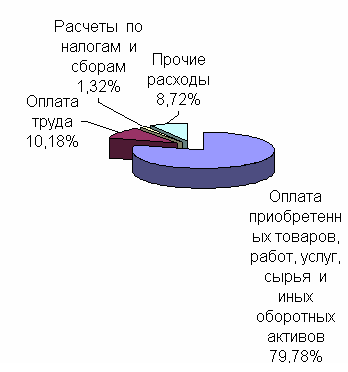 Расчеты по
налогам и
сборам
1,32%
Прочие
расходы
8,72%
Оплата
труда
10,18%
Оплата
приобретенн
ых товаров,
работ, услуг,
сырья и
иных
оборотных
активов
79,78%